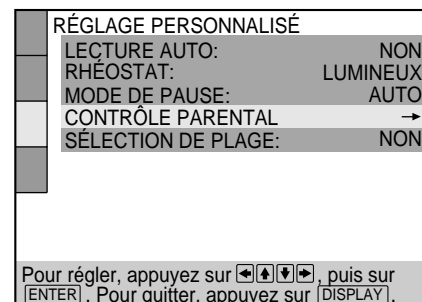 RÉGLAGE PERSONNALISÉ
LECTURE AUTO: NON
RHÉOSTAT: LUMINEUX
MODE DE PAUSE: AUTO
CONTRÔLE PARENTAL →
SÉLECTION DE PLAGE: NON
Pour régler, appuyez sur ←↑↓→, puis sur
ENTER. Pour quitter, appuyez sur DISPLAY.